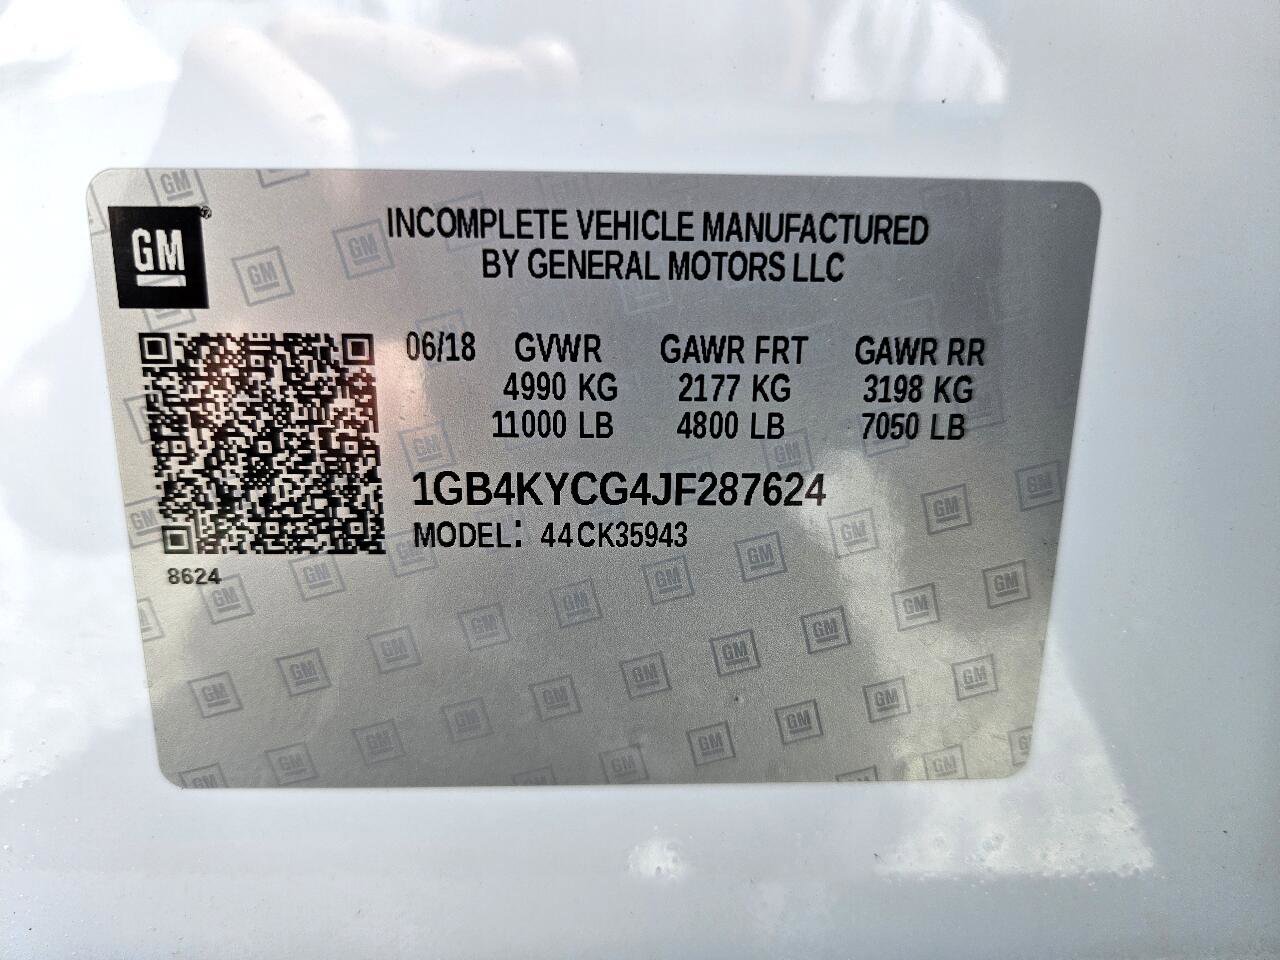 GM
INCOMPLETE VEHICLE MANUFACTURED
BY GENERAL MOTORS LLC
06/18 GVWR GAWR FRT GAWR RR
4990 KG 2177 KG 3198 KG
11000 LB 4800 LB 7050 LB
1GB4KYCG4JF287624
MODEL: 44CK35943
8624